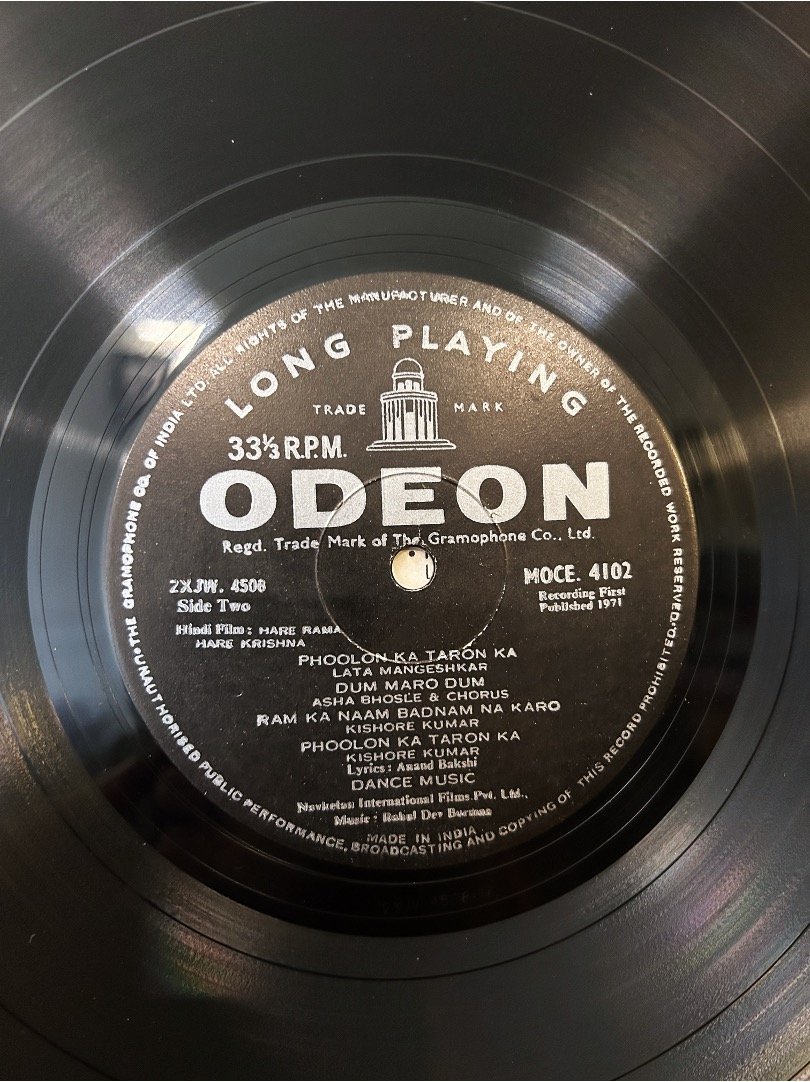 THE GRAMOPHONE CO. OF INDIA LTD. ALL RIGHTS OF THE MANUFACTURER AND OF THE OWNER OF THE RECORDED WORK RESERVED. UNAUTHORISED PUBLIC PERFORMANCE, BROADCASTING AND COPYING OF THIS RECORD PROHIBITED.
LONG PLAYING
TRADE MARK
33⅓ R.P.M.
ODEON
Regd. Trade Mark of The Gramophone Co., Ltd.
2XJW. 4508
MOCE. 4102
Side Two
Recording First
Published 1971
Hindi Film : HARE RAMA
HARE KRISHNA
PHOOLON KA TARON KA
LATA MANGESHKAR
DUM MARO DUM
ASHA BHOSLE & CHORUS
RAM KA NAAM BADNAM NA KARO
KISHORE KUMAR
PHOOLON KA TARON KA
KISHORE KUMAR
Lyrics : Anand Bakshi
DANCE MUSIC
Navketan International Films Pvt. Ltd.,
Music : Rahul Dev Burman
MADE IN INDIA